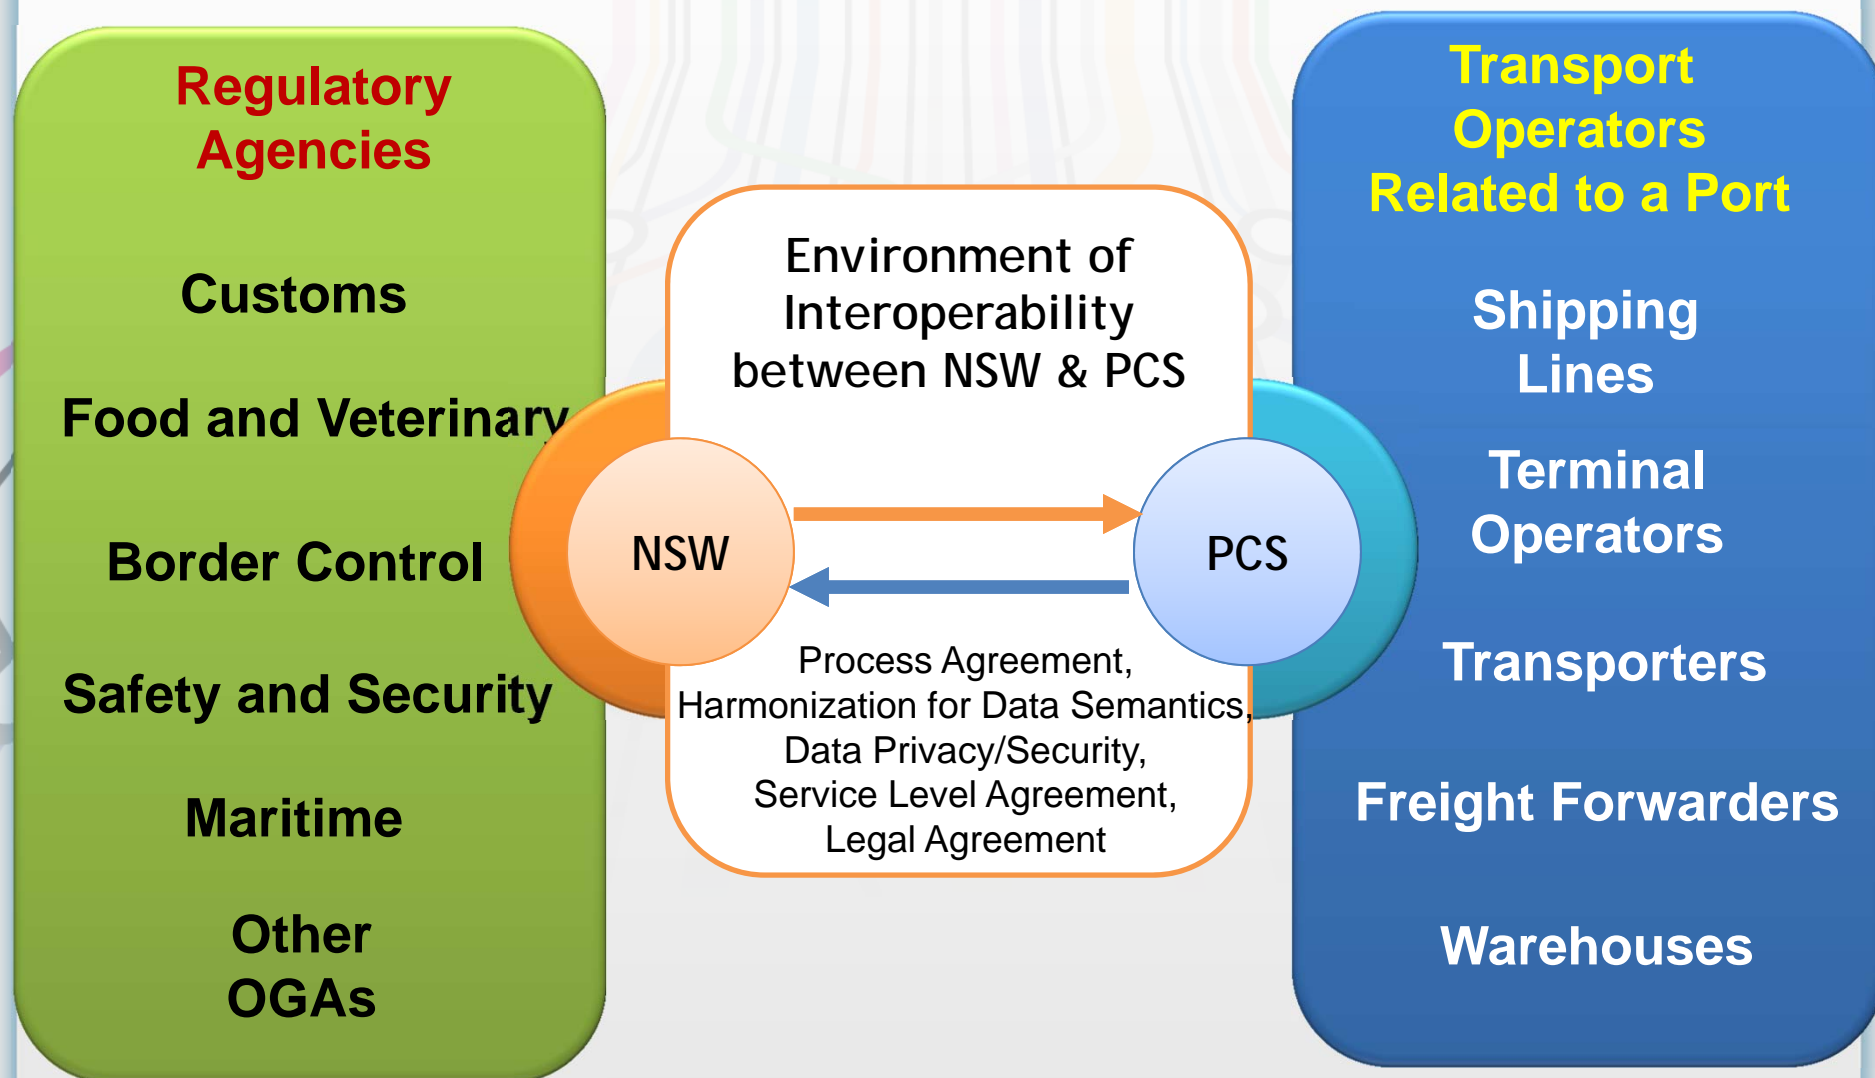 Regulatory
Agencies
Customs
Food and Veterinary
Border Control
Safety and Security
Maritime
Other
OGAs
Environment of
Interoperability
between NSW & PCS
NSW
PCS
Process Agreement,
Harmonization for Data Semantics,
Data Privacy/Security,
Service Level Agreement,
Legal Agreement
Transport
Operators
Related to a Port
Shipping
Lines
Terminal
Operators
Transporters
Freight Forwarders
Warehouses